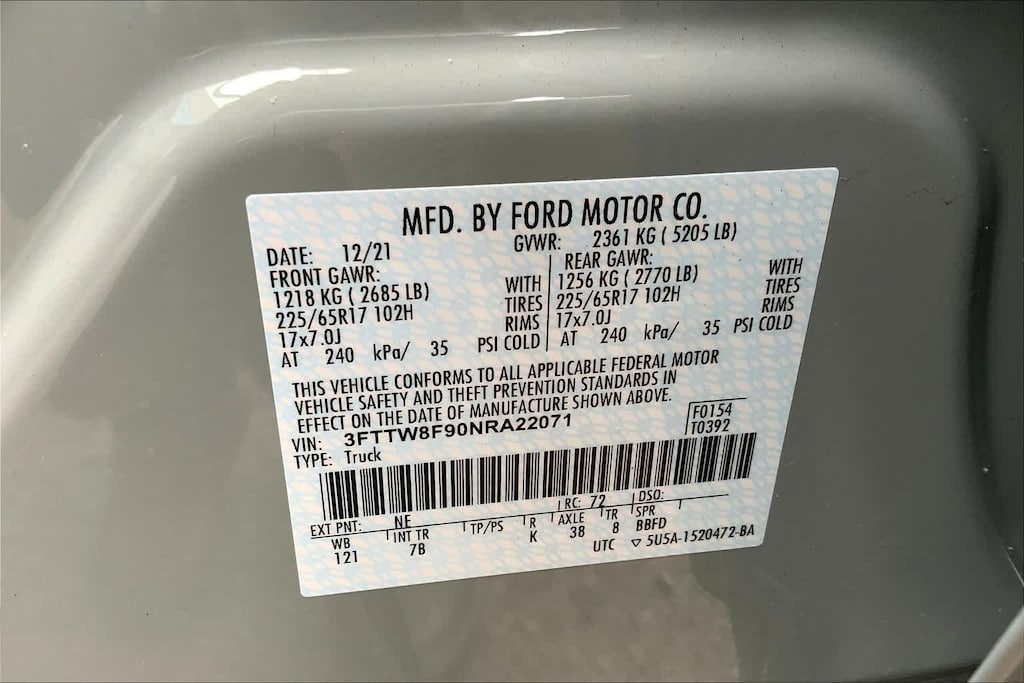 MFD. BY FORD MOTOR CO.
DATE: 12/21 GVWR: 2361 KG ( 5205 LB)
FRONT GAWR:
1218 KG ( 2685 LB) WITH
225/65R17 102H TIRES
17x7.0J RIMS
AT 240 kPa/ 35 PSI COLD
REAR GAWR:
1256 KG ( 2770 LB) WITH
225/65R17 102H TIRES
17x7.0J RIMS
AT 240 kPa/ 35 PSI COLD
THIS VEHICLE CONFORMS TO ALL APPLICABLE FEDERAL MOTOR
VEHICLE SAFETY AND THEFT PREVENTION STANDARDS IN
EFFECT ON THE DATE OF MANUFACTURE SHOWN ABOVE.
VIN: 3FTTW8F90NRA22071
TYPE: Truck
F0154
T0392
EXT PNT: NE RC: 72 DSO:
WB INT TR TP/PS R AXLE TR SPR
121 7B K 38 8 BBFD
UTC ▽ 5U5A-1520472-BA